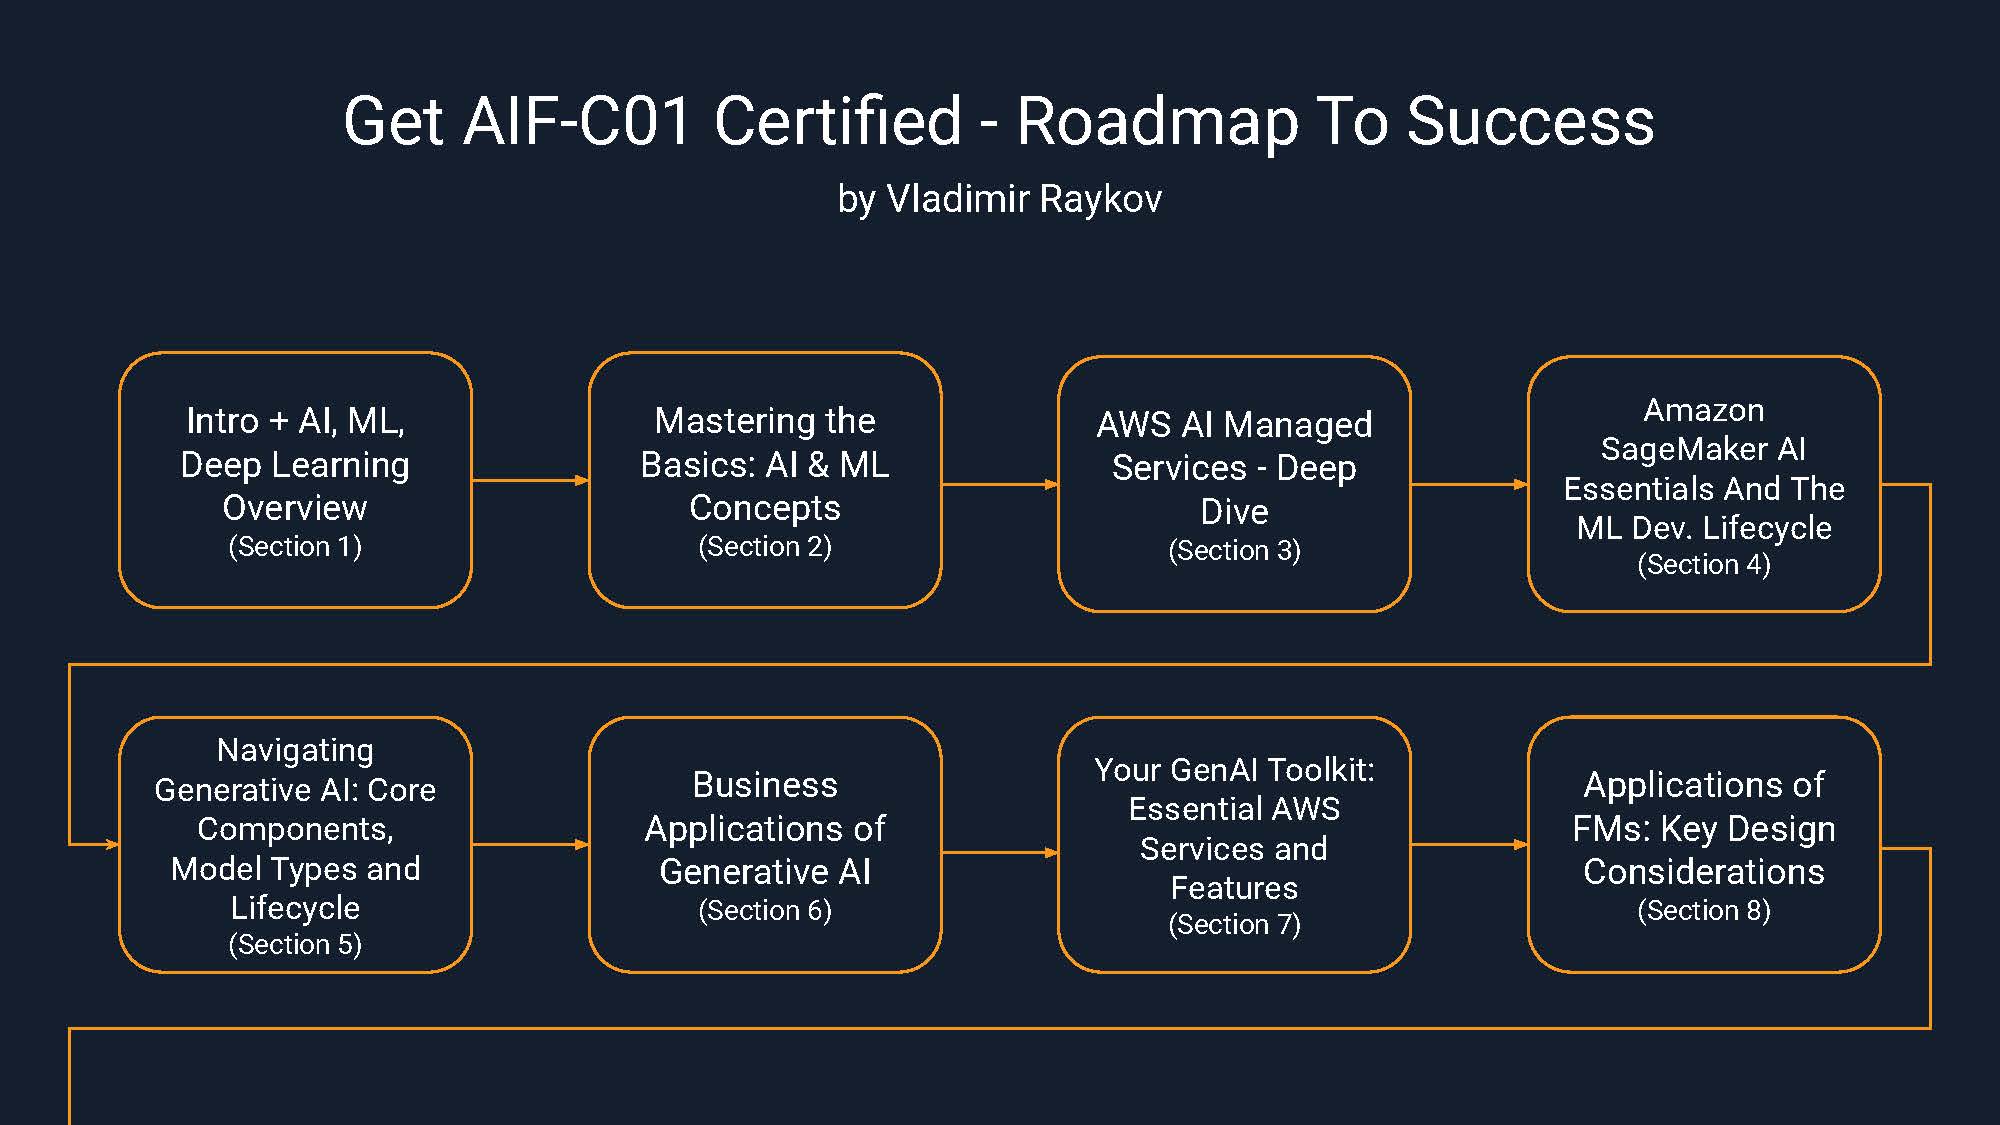 Get AIF-C01 Certified - Roadmap To Success
by Vladimir Raykov
Intro + AI, ML,
Deep Learning
Overview
(Section 1)
Mastering the
Basics: AI & ML
Concepts
(Section 2)
AWS AI Managed
Services - Deep
Dive
(Section 3)
Amazon
SageMaker AI
Essentials And The
ML Dev. Lifecycle
(Section 4)
Navigating
Generative AI: Core
Components,
Model Types and
Lifecycle
(Section 5)
Business
Applications of
Generative AI
(Section 6)
Your GenAI Toolkit:
Essential AWS
Services and
Features
(Section 7)
Applications of
FMs: Key Design
Considerations
(Section 8)